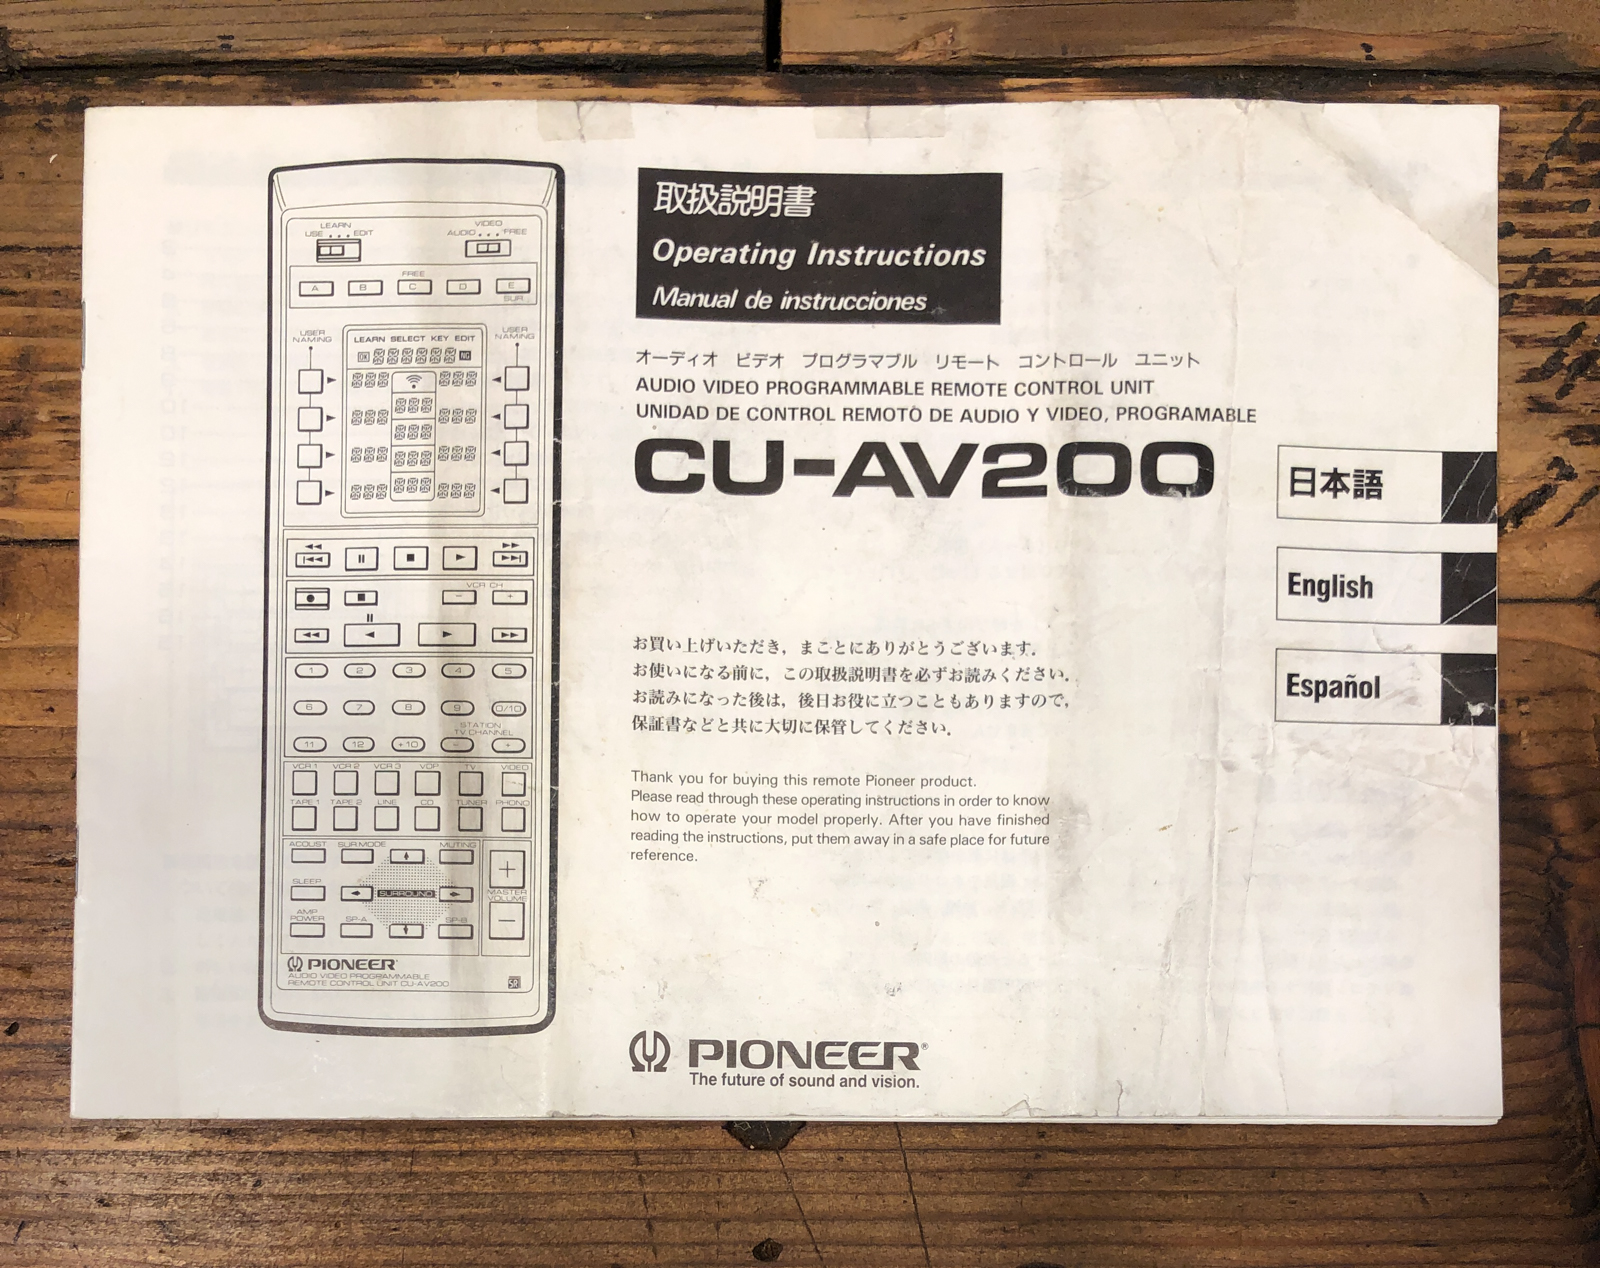 LEARN
USE EDIT
VIDEO
AUDIO FREE
FREE
A B C D E
SUR
USER NAMING
USER NAMING
LEARN SELECT KEY EDIT
OK NG
VCR CH
− +
1 2 3 4 5
6 7 8 9 0/10
STATION
TV CHANNEL
11 12 +10 − +
VCR 1 VCR 2 VCR 3 VDP TV VIDEO
TAPE 1 TAPE 2 LINE CD TUNER PHONO
ACOUST SUR.MODE MUTING
+
SLEEP SURROUND
MASTER VOLUME
AMP POWER SP-A SP-B
−
PIONEER
AUDIO VIDEO PROGRAMMABLE
REMOTE CONTROL UNIT CU-AV200
SR
取扱説明書
Operating Instructions
Manual de instrucciones
オーディオ ビデオ プログラマブル リモート コントロール ユニット
AUDIO VIDEO PROGRAMMABLE REMOTE CONTROL UNIT
UNIDAD DE CONTROL REMOTO DE AUDIO Y VIDEO, PROGRAMABLE
CU-AV200
日本語
English
Español
お買い上げいただき，まことにありがとうございます．
お使いになる前に，この取扱説明書を必ずお読みください．
お読みになった後は，後日お役に立つこともありますので，
保証書などと共に大切に保管してください．
Thank you for buying this remote Pioneer product.
Please read through these operating instructions in order to know
how to operate your model properly. After you have finished
reading the instructions, put them away in a safe place for future
reference.
PIONEER®
The future of sound and vision.